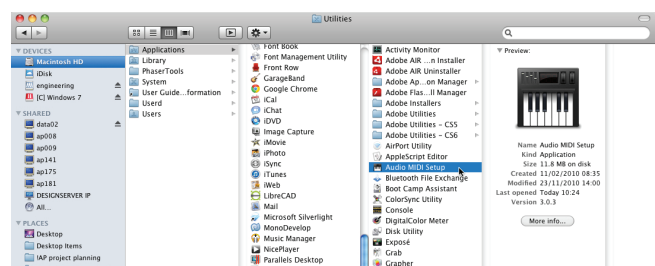 Utilities
▼ DEVICES
Macintosh HD
iDisk
engineering
[C] Windows 7
▼ SHARED
data02
ap008
ap009
ap141
ap175
ap181
DESIGNSERVER IP
All...
▼ PLACES
Desktop
Desktop Items
!AP project planning
Applications
Library
PhaserTools
System
User Guide...formation
Userd
Users
Font Book
Font Management Utility
Front Row
GarageBand
Google Chrome
iCal
iChat
iDVD
Image Capture
iMovie
iPhoto
iSync
iTunes
iWeb
LibreCAD
Mail
Microsoft Silverlight
MonoDevelop
Music Manager
NicePlayer
Parallels Desktop
Activity Monitor
Adobe AIR ...n Installer
Adobe AIR Uninstaller
Adobe Ap...on Manager
Adobe Flas...ll Manager
Adobe Installers
Adobe Utilities
Adobe Utilities - CS5
Adobe Utilities - CS6
AirPort Utility
AppleScript Editor
Audio MIDI Setup
Bluetooth File Exchange
Boot Camp Assistant
ColorSync Utility
Console
DigitalColor Meter
Disk Utility
Exposé
Grab
Grapher
▼ Preview:
Name Audio MIDI Setup
Kind Application
Size 11.8 MB on disk
Created 11/02/2010 08:35
Modified 23/11/2010 14:00
Last opened Today 10:24
Version 3.0.3
More info...